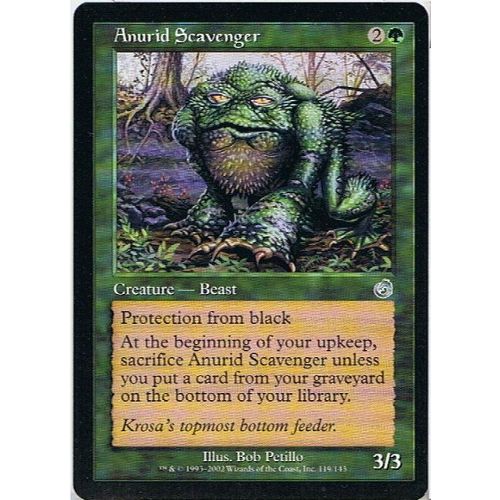 Anurid Scavenger 2
Creature — Beast
Protection from black
At the beginning of your upkeep,
sacrifice Anurid Scavenger unless
you put a card from your graveyard
on the bottom of your library.
Krosa's topmost bottom feeder.
Illus. Bob Petillo
™ & © 1993-2002 Wizards of the Coast, Inc. 119/143
3/3